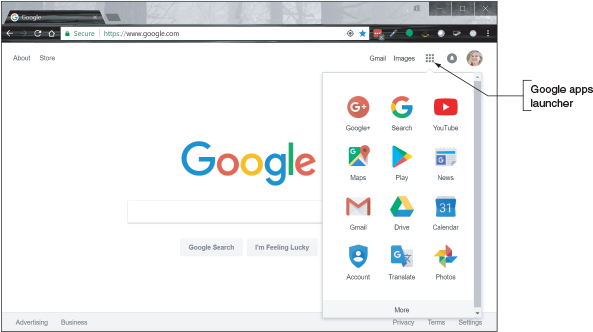 Google
Secure https://www.google.com
About Store Gmail Images
Google apps
launcher
Google+ Search YouTube
Google
Maps Play News
31
Gmail Drive Calendar
Google Search I'm Feeling Lucky
Account Translate Photos
More
Advertising Business Privacy Terms Settings